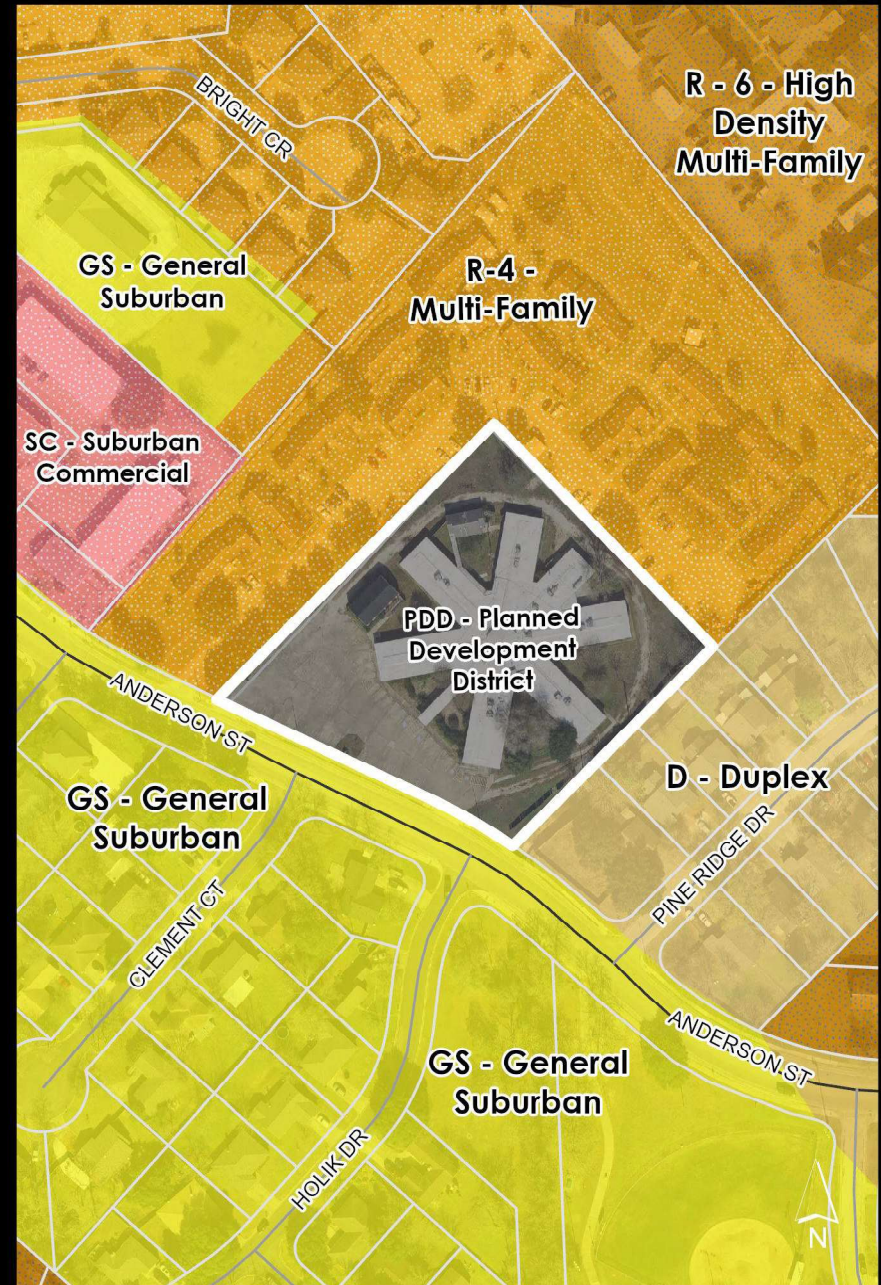 BRIGHT CR
R - 6 - High
Density
Multi-Family
GS - General
Suburban
R-4 -
Multi-Family
SC - Suburban
Commercial
PDD - Planned
Development
District
ANDERSON ST
GS - General
Suburban
D - Duplex
CLEMENT CT
PINE RIDGE DR
ANDERSON ST
GS - General
Suburban
HOLIK DR
N